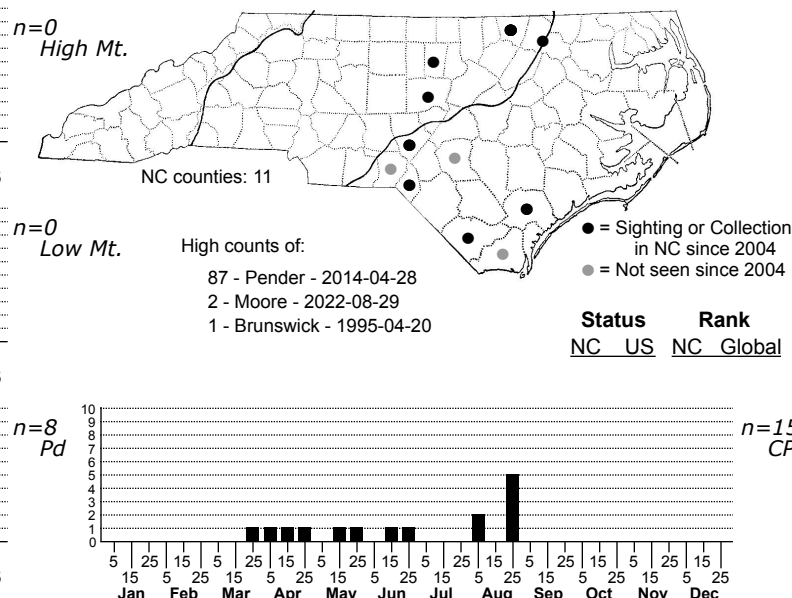 n=0
High Mt.
NC counties: 11
n=0
Low Mt.
High counts of:
87 - Pender - 2014-04-28
2 - Moore - 2022-08-29
1 - Brunswick - 1995-04-20
= Sighting or Collection
in NC since 2004
= Not seen since 2004
Status Rank
NC US NC Global
n=8
Pd
n=15
CP
10
9
8
7
6
5
4
3
2
1
0
5 15 25 5 15 25 5 15 25 5 15 25 5 15 25 5 15 25
15 5 25 15 5 25 15 5 25 15 5 25 15 5 25 15 5 25
Jan Feb Mar Apr May Jun Jul Aug Sep Oct Nov Dec